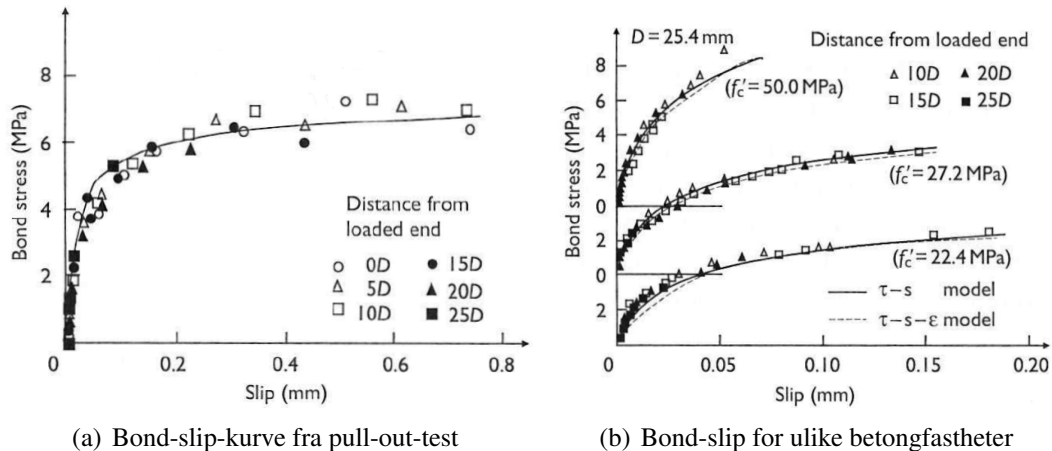 8
6
4
2
0
0.2
0.4
0.6
0.8
Bond stress (MPa)
Slip (mm)
Distance from
loaded end
0D 15D
5D 20D
10D 25D
(a) Bond-slip-kurve fra pull-out-test
D = 25.4 mm
Distance from loaded end
10D 20D
15D 25D
(f′c = 50.0 MPa)
(f′c = 27.2 MPa)
(f′c = 22.4 MPa)
τ–s model
τ–s–ε model
8
6
4
2
0
2
0
2
0
0.05
0.10
0.15
0.20
Bond stress (MPa)
Slip (mm)
(b) Bond-slip for ulike betongfastheter